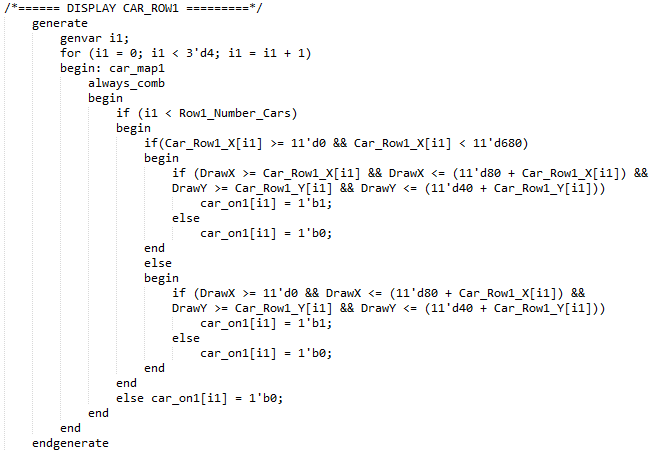 /*====== DISPLAY CAR_ROW1 =========*/
generate
genvar i1;
for (i1 = 0; i1 < 3'd4; i1 = i1 + 1)
begin: car_map1
always_comb
begin
if (i1 < Row1_Number_Cars)
begin
if(Car_Row1_X[i1] >= 11'd0 && Car_Row1_X[i1] < 11'd680)
begin
if (DrawX >= Car_Row1_X[i1] && DrawX <= (11'd80 + Car_Row1_X[i1]) &&
DrawY >= Car_Row1_Y[i1] && DrawY <= (11'd40 + Car_Row1_Y[i1]))
car_on1[i1] = 1'b1;
else
car_on1[i1] = 1'b0;
end
else
begin
if (DrawX >= 11'd0 && DrawX <= (11'd80 + Car_Row1_X[i1]) &&
DrawY >= Car_Row1_Y[i1] && DrawY <= (11'd40 + Car_Row1_Y[i1]))
car_on1[i1] = 1'b1;
else
car_on1[i1] = 1'b0;
end
end
else car_on1[i1] = 1'b0;
end
end
endgenerate